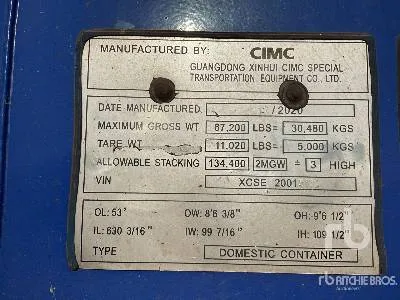 MANUFACTURED BY: CIMC
GUANGDONG XINHUI CIMC SPECIAL
TRANSPORTATION EQUIPMENT CO., LTD.
DATE MANUFACTURED. /2020
MAXIMUM GROSS WT 67,200 LBS= 30,480 KGS
TARE WT 11,020 LBS= 5,000 KGS
ALLOWABLE STACKING 134,400 2MGW = 3 HIGH
VIN XCSE 2001
OL: 53' OW: 8'6 3/8" OH: 9'6 1/2"
IL: 630 3/16" IW: 99 7/16" IH: 109 1/2"
TYPE DOMESTIC CONTAINER
rb
RITCHIE BROS.
Auctioneers